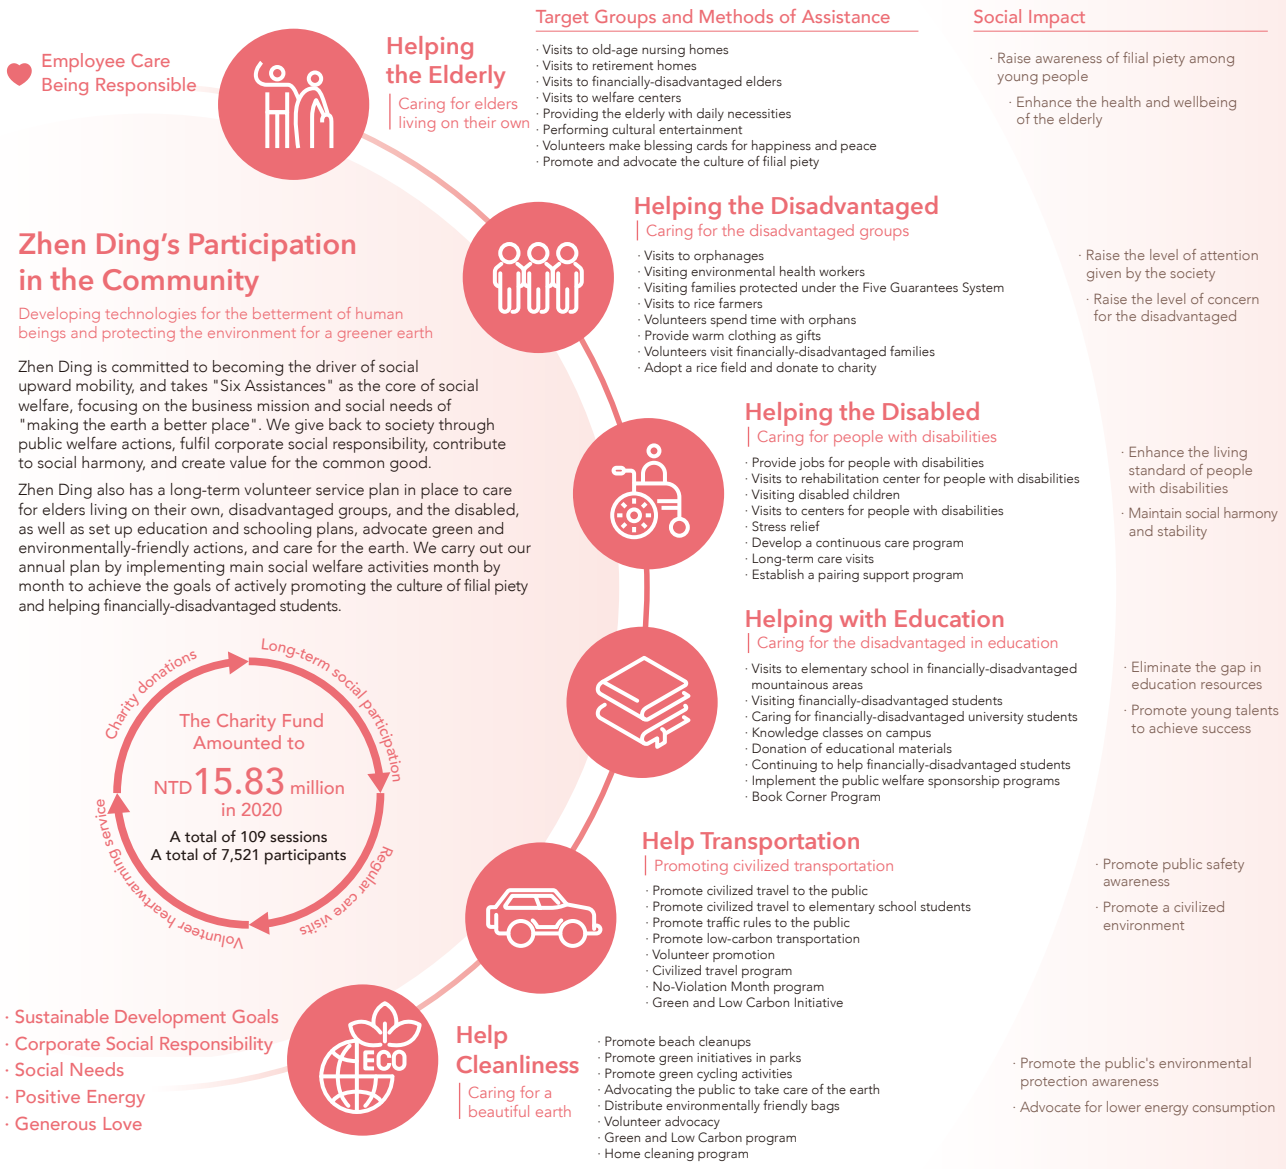 Employee Care
Being Responsible
Target Groups and Methods of Assistance
Social Impact
Helping
the Elderly
Caring for elders
living on their own
· Visits to old-age nursing homes
· Visits to retirement homes
· Visits to financially-disadvantaged elders
· Visits to welfare centers
· Providing the elderly with daily necessities
· Performing cultural entertainment
· Volunteers make blessing cards for happiness and peace
· Promote and advocate the culture of filial piety
· Raise awareness of filial piety among
young people
· Enhance the health and wellbeing
of the elderly
Zhen Ding's Participation
in the Community
Developing technologies for the betterment of human
beings and protecting the environment for a greener earth
Zhen Ding is committed to becoming the driver of social
upward mobility, and takes "Six Assistances" as the core of social
welfare, focusing on the business mission and social needs of
"making the earth a better place". We give back to society through
public welfare actions, fulfil corporate social responsibility, contribute
to social harmony, and create value for the common good.
Zhen Ding also has a long-term volunteer service plan in place to care
for elders living on their own, disadvantaged groups, and the disabled,
as well as set up education and schooling plans, advocate green and
environmentally-friendly actions, and care for the earth. We carry out our
annual plan by implementing main social welfare activities month by
month to achieve the goals of actively promoting the culture of filial piety
and helping financially-disadvantaged students.
Helping the Disadvantaged
Caring for the disadvantaged groups
· Visits to orphanages
· Visiting environmental health workers
· Visiting families protected under the Five Guarantees System
· Visits to rice farmers
· Volunteers spend time with orphans
· Provide warm clothing as gifts
· Volunteers visit financially-disadvantaged families
· Adopt a rice field and donate to charity
· Raise the level of attention
given by the society
· Raise the level of concern
for the disadvantaged
Helping the Disabled
Caring for people with disabilities
· Provide jobs for people with disabilities
· Visits to rehabilitation center for people with disabilities
· Visiting disabled children
· Visits to centers for people with disabilities
· Stress relief
· Develop a continuous care program
· Long-term care visits
· Establish a pairing support program
· Enhance the living
standard of people
with disabilities
· Maintain social harmony
and stability
Helping with Education
Caring for the disadvantaged in education
· Visits to elementary school in financially-disadvantaged
mountainous areas
· Visiting financially-disadvantaged students
· Caring for financially-disadvantaged university students
· Knowledge classes on campus
· Donation of educational materials
· Continuing to help financially-disadvantaged students
· Implement the public welfare sponsorship programs
· Book Corner Program
· Eliminate the gap in
education resources
· Promote young talents
to achieve success
Charity donations
Long-term social participation
Regular care visits
Volunteer heartwarming service
The Charity Fund
Amounted to
NTD 15.83 million
in 2020
A total of 109 sessions
A total of 7,521 participants
Help Transportation
Promoting civilized transportation
· Promote civilized travel to the public
· Promote civilized travel to elementary school students
· Promote traffic rules to the public
· Promote low-carbon transportation
· Volunteer promotion
· Civilized travel program
· No-Violation Month program
· Green and Low Carbon Initiative
· Promote public safety
awareness
· Promote a civilized
environment
· Sustainable Development Goals
· Corporate Social Responsibility
· Social Needs
· Positive Energy
· Generous Love
ECO
Help
Cleanliness
Caring for a
beautiful earth
· Promote beach cleanups
· Promote green initiatives in parks
· Promote green cycling activities
· Advocating the public to take care of the earth
· Distribute environmentally friendly bags
· Volunteer advocacy
· Green and Low Carbon program
· Home cleaning program
· Promote the public's environmental
protection awareness
· Advocate for lower energy consumption